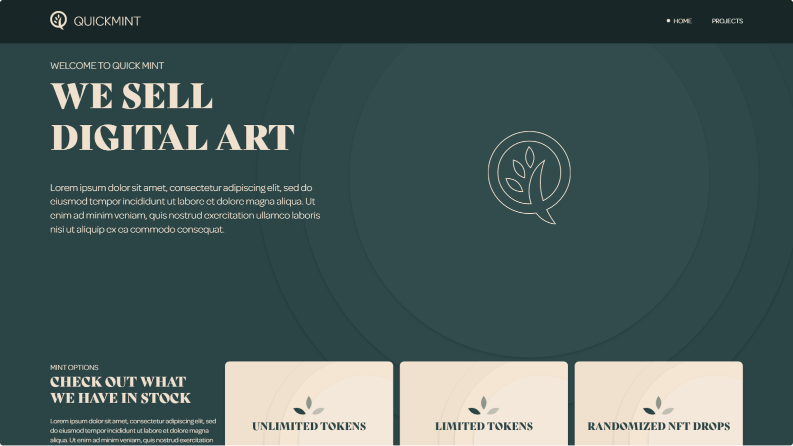 QUICKMINT
HOME
PROJECTS
WELCOME TO QUICK MINT
WE SELL
DIGITAL ART
Lorem ipsum dolor sit amet, consectetur adipiscing elit, sed do
eiusmod tempor incididunt ut labore et dolore magna aliqua. Ut
enim ad minim veniam, quis nostrud exercitation ullamco laboris
nisi ut aliquip ex ea commodo consequat.
MINT OPTIONS
CHECK OUT WHAT
WE HAVE IN STOCK
Lorem ipsum dolor sit amet, consectetur adipiscing elit, sed
do eiusmod tempor incididunt ut labore et dolore magna
aliqua. Ut enim ad minim veniam, quis nostrud exercitation
UNLIMITED TOKENS
LIMITED TOKENS
RANDOMIZED NFT DROPS